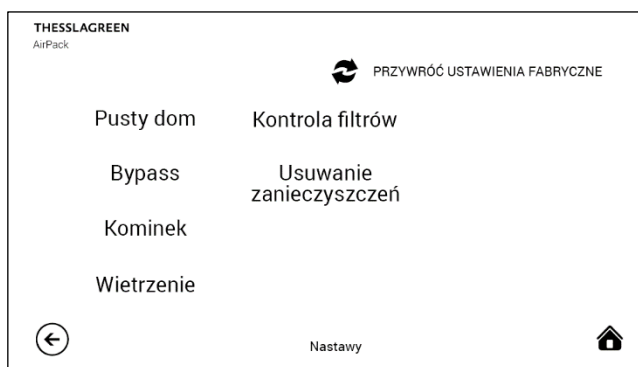 THESSLAGREEN
AirPack
PRZYWRÓĆ USTAWIENIA FABRYCZNE
Pusty dom
Kontrola filtrów
Bypass
Usuwanie
zanieczyszczeń
Kominek
Wietrzenie
Nastawy